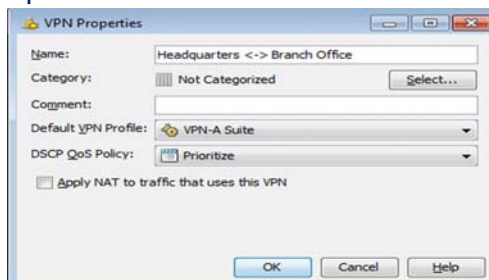 VPN Properties
Name: Headquarters <-> Branch Office
Category: Not Categorized Select...
Comment:
Default VPN Profile: VPN-A Suite
DSCP QoS Policy: Prioritize
Apply NAT to traffic that uses this VPN
OK Cancel Help